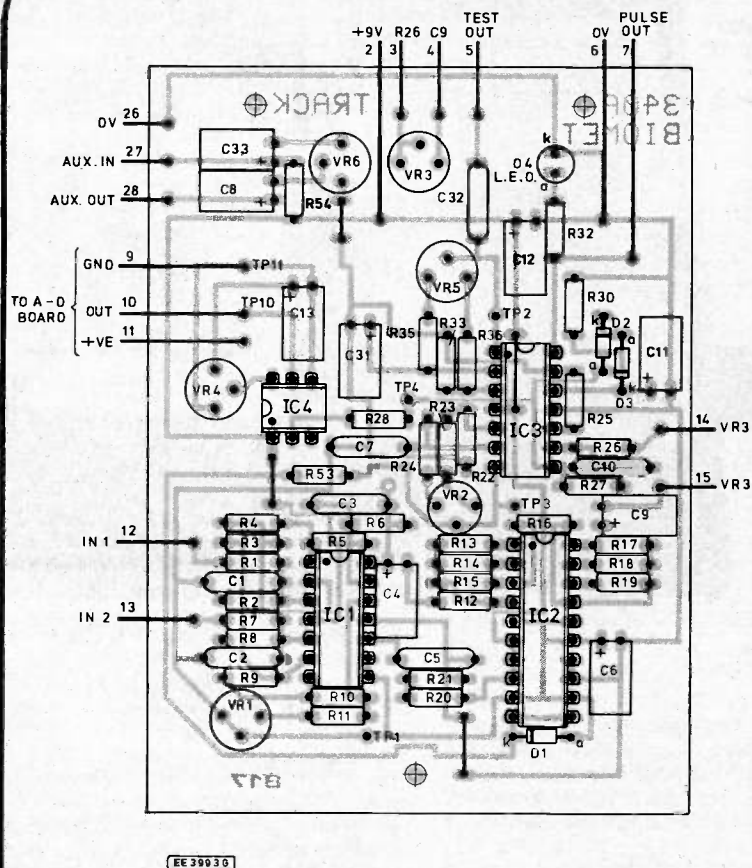 TEST OUT
PULSE OUT
+9V R26 C9
0V
2 3 4 5 6 7
TRACK
340A
BIOMET
0V 26
AUX. IN 27
AUX. OUT 28
C33
C8
VR6
R54
VR3
C32
D4
L.E.D.
k
a
R32
C12
GND 9
TO A-D BOARD
OUT 10
+VE 11
TP11
TP10
C13
VR4
IC4
C31
VR5
TP2
R35
R33
R36
R30
k D2
a
a
k
D3
C11
TP4
R28
R23
C7
R24
R22
IC3
R25
R26
14 VR3
C10
R53
R27
15 VR3
VR2
C3
TP3
C9
R4
R5
R6
R16
IN 1 12
R3
R13
R17
R1
R14
R18
C1
C4
R15
R19
R2
R12
IN 2 13
R7
IC1
IC2
R8
C2
C5
C6
R9
R21
R10
R20
VR1
R11
TP1
k D1 a
817
EE3993G